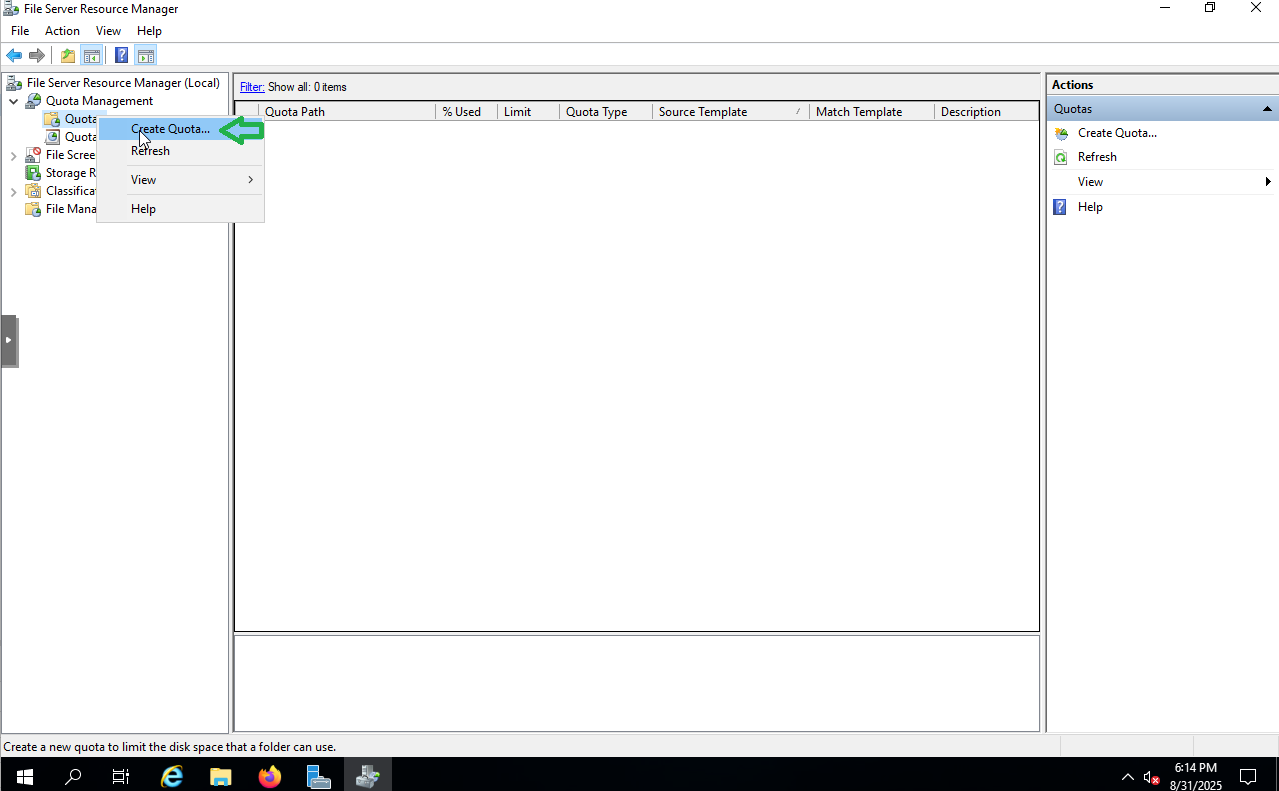 File Server Resource Manager
File Action View Help
File Server Resource Manager (Local)
Quota Management
Quota
Quota
File Scree
Storage R
Classifica
File Mana
Create Quota...
Refresh
View
Help
Filter: Show all: 0 items
Quota Path % Used Limit Quota Type Source Template Match Template Description
Actions
Quotas
Create Quota...
Refresh
View
Help
Create a new quota to limit the disk space that a folder can use.
6:14 PM
8/31/2025